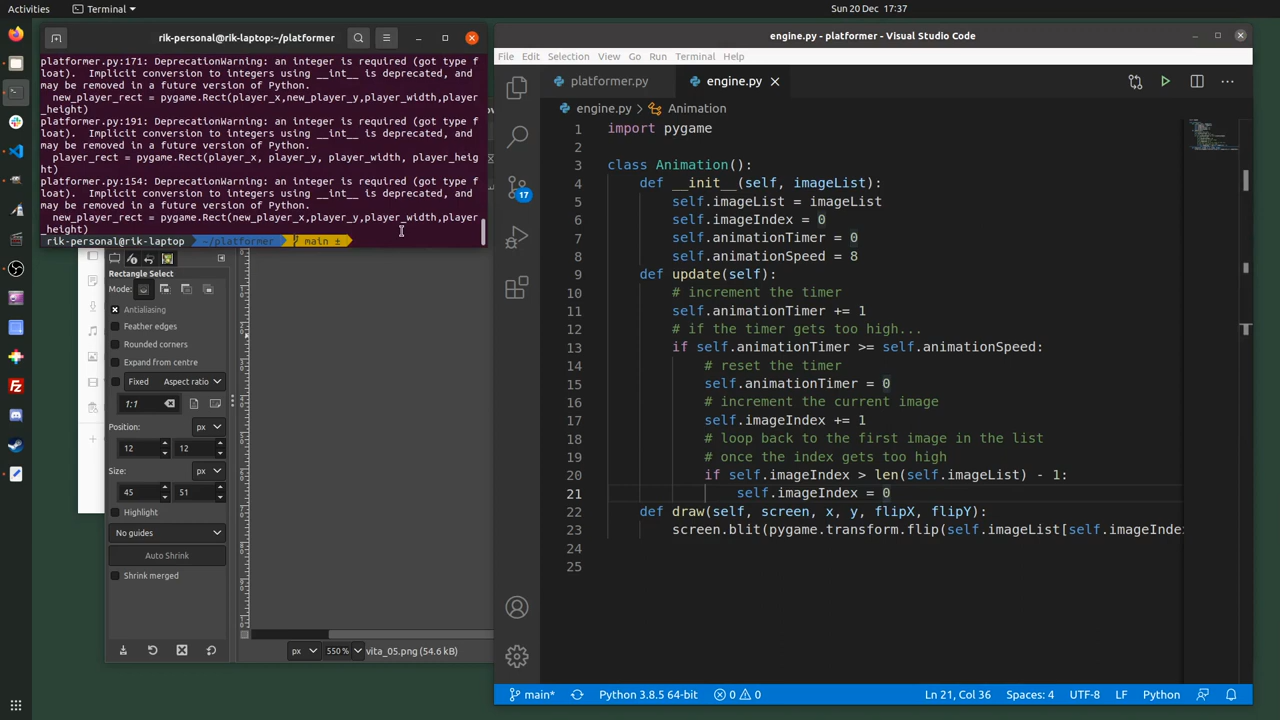 Activities
Terminal
Sun 20 Dec 17:37
rik-personal@rik-laptop:~/platformer
platformer.py:171: DeprecationWarning: an integer is required (got type f
loat).  Implicit conversion to integers using __int__ is deprecated, and
may be removed in a future version of Python.
  new_player_rect = pygame.Rect(player_x,new_player_y,player_width,player
_height)
platformer.py:191: DeprecationWarning: an integer is required (got type f
loat).  Implicit conversion to integers using __int__ is deprecated, and
may be removed in a future version of Python.
  player_rect = pygame.Rect(player_x, player_y, player_width, player_heig
ht)
platformer.py:154: DeprecationWarning: an integer is required (got type f
loat).  Implicit conversion to integers using __int__ is deprecated, and
may be removed in a future version of Python.
  new_player_rect = pygame.Rect(new_player_x,player_y,player_width,player
_height)
rik-personal@rik-laptop ~/platformer main ±
Rectangle Select
Mode:
Antialiasing
Feather edges
Rounded corners
Expand from centre
Fixed Aspect ratio
1:1
Position:
px
12 12
Size:
px
45 51
Highlight
No guides
Auto Shrink
Shrink merged
px 550 % vita_05.png (54.6 kB)
engine.py - platformer - Visual Studio Code
File Edit Selection View Go Run Terminal Help
platformer.py engine.py
engine.py > Animation
17
1 import pygame
2
3 class Animation():
4     def __init__(self, imageList):
5         self.imageList = imageList
6         self.imageIndex = 0
7         self.animationTimer = 0
8         self.animationSpeed = 8
9     def update(self):
10         # increment the timer
11         self.animationTimer += 1
12         # if the timer gets too high...
13         if self.animationTimer >= self.animationSpeed:
14             # reset the timer
15             self.animationTimer = 0
16             # increment the current image
17             self.imageIndex += 1
18             # loop back to the first image in the list
19             # once the index gets too high
20             if self.imageIndex > len(self.imageList) - 1:
21                 self.imageIndex = 0
22     def draw(self, screen, x, y, flipX, flipY):
23         screen.blit(pygame.transform.flip(self.imageList[self.imageInde
24
25
main* Python 3.8.5 64-bit 0 0 Ln 21, Col 36 Spaces: 4 UTF-8 LF Python